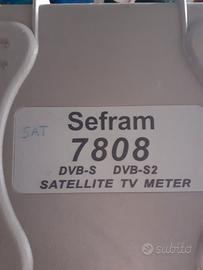 SAT
Sefram
7808
DVB-S DVB-S2
SATELLITE TV METER
subito